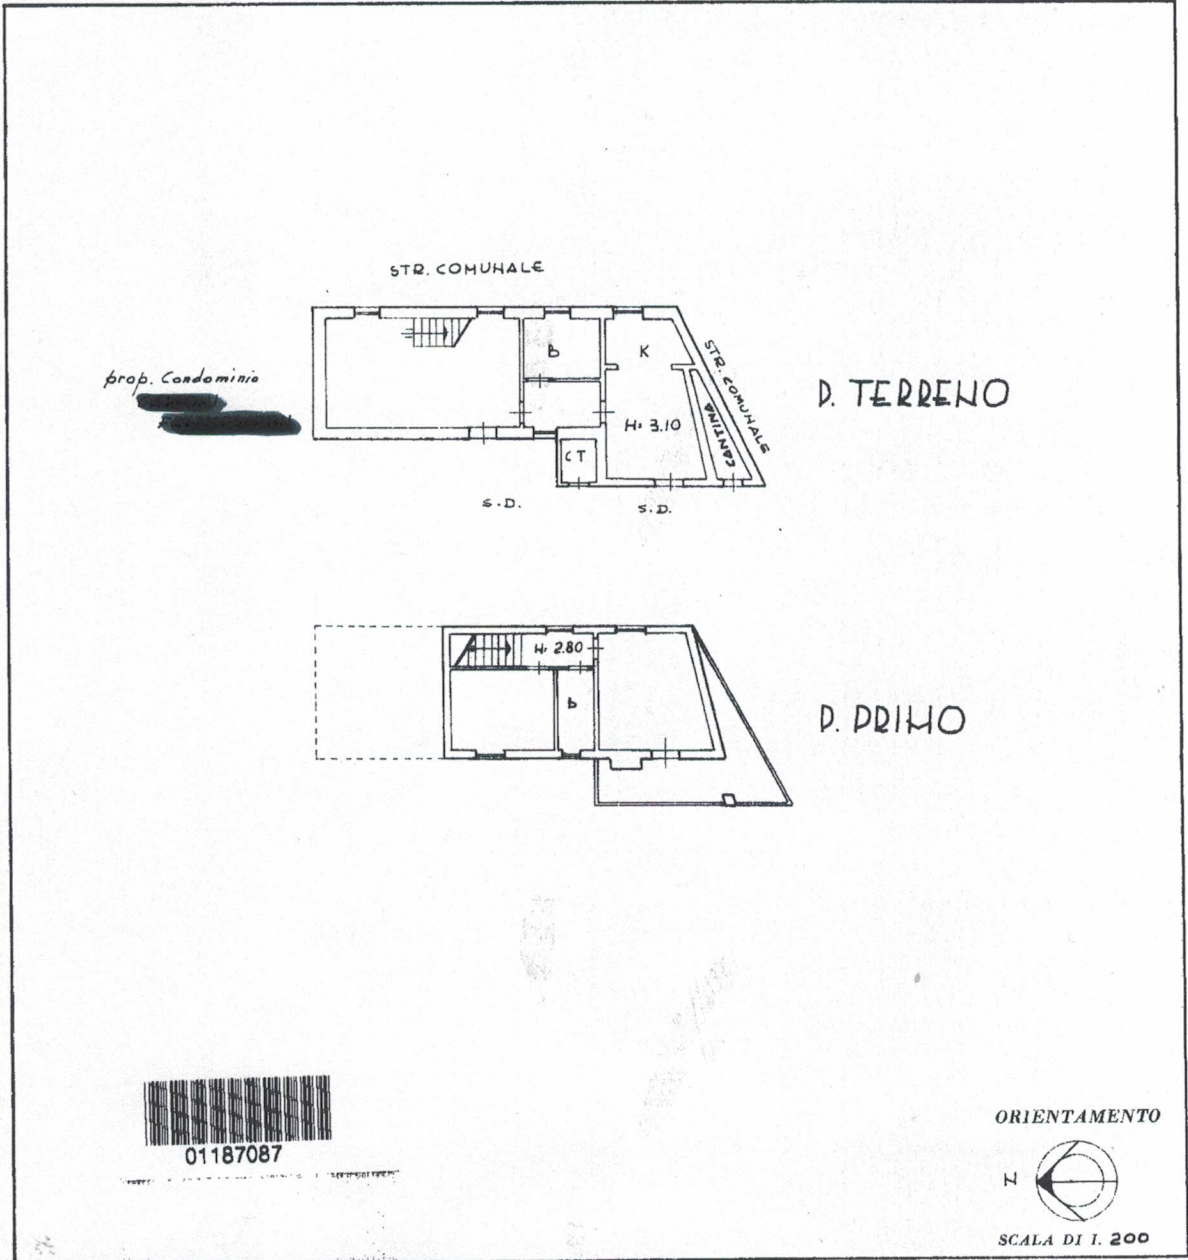 STR. COMUNALE
prop. Condominio
B
K
STR. COMUNALE
P. TERRENO
H: 3.10
CANTINA
CT
S.D.
S.D.
H: 2.80
b
P. PRIMO
01187087
ORIENTAMENTO
N
SCALA DI 1. 200